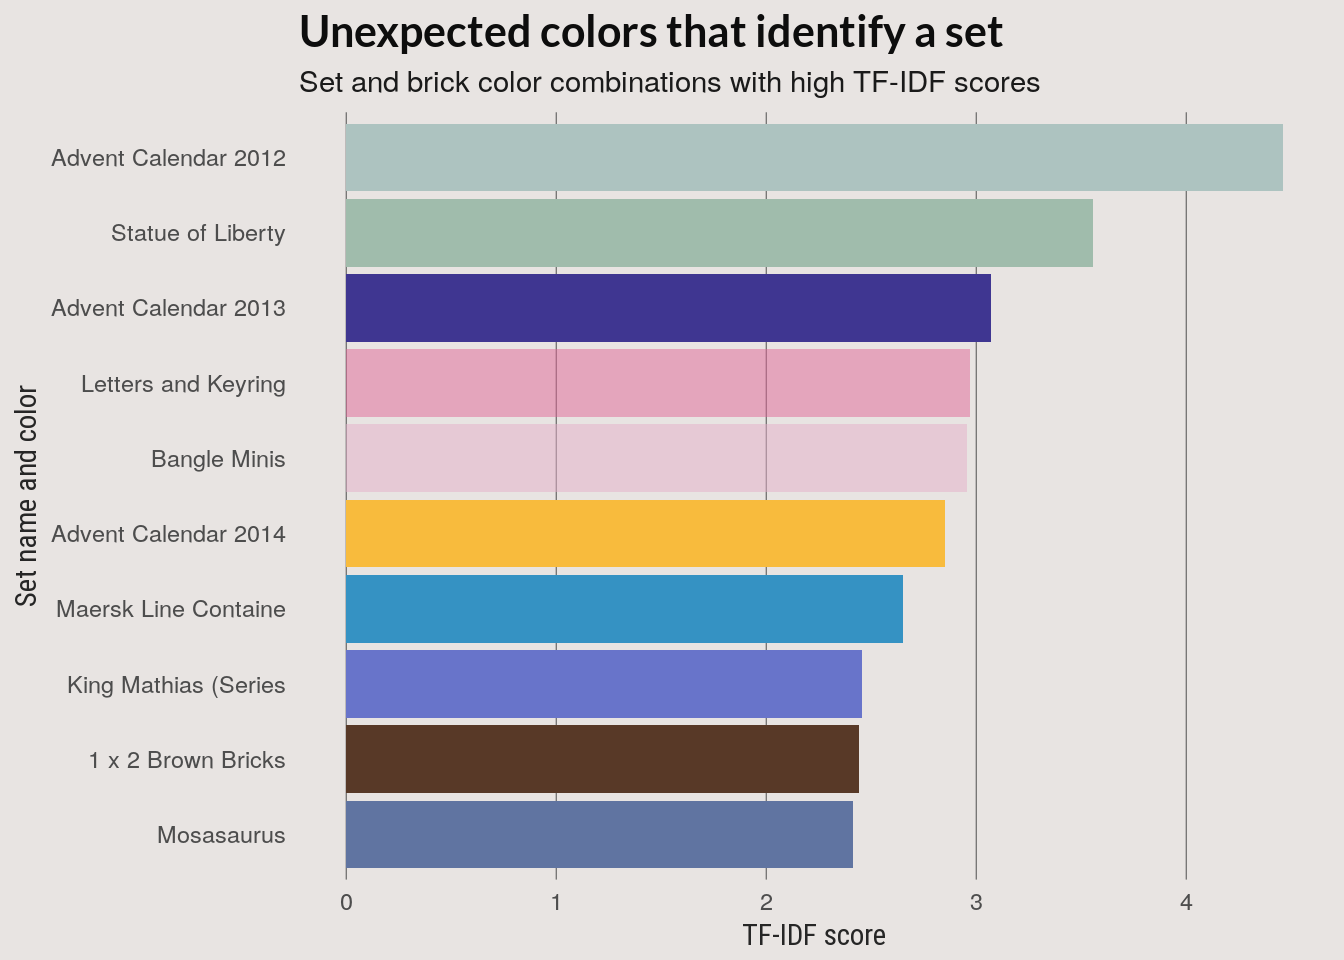 Unexpected colors that identify a set
Set and brick color combinations with high TF-IDF scores
Set name and color
Advent Calendar 2012
Statue of Liberty
Advent Calendar 2013
Letters and Keyring
Bangle Minis
Advent Calendar 2014
Maersk Line Containe
King Mathias (Series
1 x 2 Brown Bricks
Mosasaurus
0 1 2 3 4
TF-IDF score